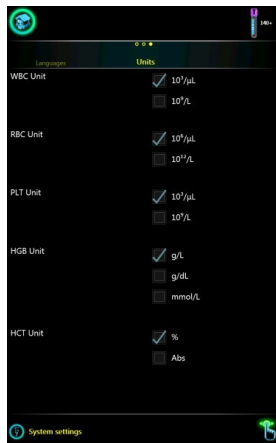 140+
Languages Units
WBC Unit
10³/μL
10⁹/L
RBC Unit
10⁶/μL
10¹²/L
PLT Unit
10³/μL
10⁹/L
HGB Unit
g/L
g/dL
mmol/L
HCT Unit
%
Abs
System settings